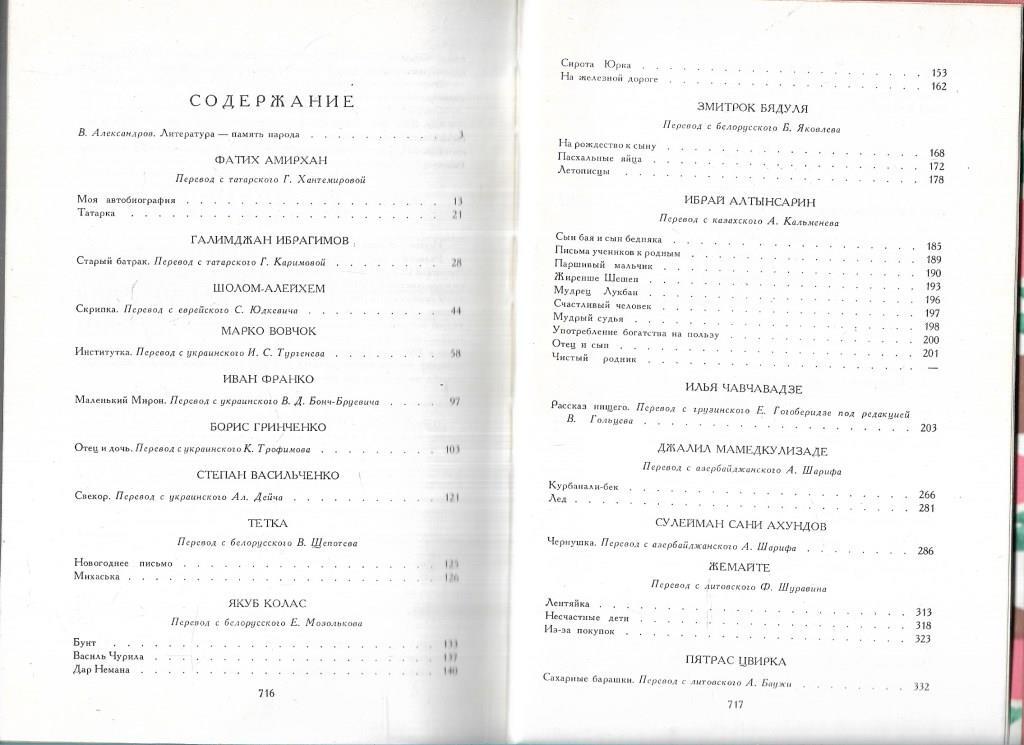 СОДЕРЖАНИЕ
В. Александров. Литература — память народа . . . . . . . . . . 3
ФАТИХ АМИРХАН
Перевод с татарского Г. Хантемировой
Моя автобиография . . . . . . . . . . 13
Татарка . . . . . . . . . . 21
ГАЛИМДЖАН ИБРАГИМОВ
Старый батрак. Перевод с татарского Г. Каримовой . . . . . . . . 28
ШОЛОМ-АЛЕЙХЕМ
Скрипка. Перевод с еврейского С. Юдкевича . . . . . . . . 44
МАРКО ВОВЧОК
Институтка. Перевод с украинского И. С. Тургенева . . . . . . . . 58
ИВАН ФРАНКО
Маленький Мирон. Перевод с украинского В. Д. Бонч-Бруевича . . . . 97
БОРИС ГРИНЧЕНКО
Отец и дочь. Перевод с украинского К. Трофимова . . . . . . . . 103
СТЕПАН ВАСИЛЬЧЕНКО
Свекор. Перевод с украинского Ал. Дейча . . . . . . . . 121
ТЕТКА
Перевод с белорусского В. Щепотева
Новогоднее письмо . . . . . . . . . . 125
Михаська . . . . . . . . . . 126
ЯКУБ КОЛАС
Перевод с белорусского Е. Мозолькова
Бунт . . . . . . . . . . 133
Василь Чурила . . . . . . . . . . 137
Дар Немана . . . . . . . . . . 140
716
Сирота Юрка . . . . . . . . . . 153
На железной дороге . . . . . . . . . . 162
ЗМИТРОК БЯДУЛЯ
Перевод с белорусского Б. Яковлева
На рождество к сыну . . . . . . . . . . 168
Пасхальные яйца . . . . . . . . . . 172
Летописцы . . . . . . . . . . 178
ИБРАЙ АЛТЫНСАРИН
Перевод с казахского А. Кальменева
Сын бая и сын бедняка . . . . . . . . . . 185
Письма учеников к родным . . . . . . . . . . 189
Паршивый мальчик . . . . . . . . . . 190
Жиренше Шешен . . . . . . . . . . 193
Мудрец Лукбан . . . . . . . . . . 196
Счастливый человек . . . . . . . . . . 197
Мудрый судья . . . . . . . . . . 198
Употребление богатства на пользу . . . . . . . . . . 200
Отец и сын . . . . . . . . . . 201
Чистый родник . . . . . . . . . . —
ИЛЬЯ ЧАВЧАВАДЗЕ
Рассказ нищего. Перевод с грузинского Е. Гогоберидзе под редакцией
В. Гольцева . . . . . . . . . . 203
ДЖАЛИЛ МАМЕДКУЛИЗАДЕ
Перевод с азербайджанского А. Шарифа
Курбанали-бек . . . . . . . . . . 266
Лед . . . . . . . . . . 281
СУЛЕЙМАН САНИ АХУНДОВ
Чернушка. Перевод с азербайджанского А. Шарифа . . . . . . . . 286
ЖЕМАЙТЕ
Перевод с литовского Ф. Шуравина
Лентяйка . . . . . . . . . . 313
Несчастные дети . . . . . . . . . . 318
Из-за покупок . . . . . . . . . . 323
ПЯТРАС ЦВИРКА
Сахарные барашки. Перевод с литовского А. Баужи . . . . . . . . 332
717